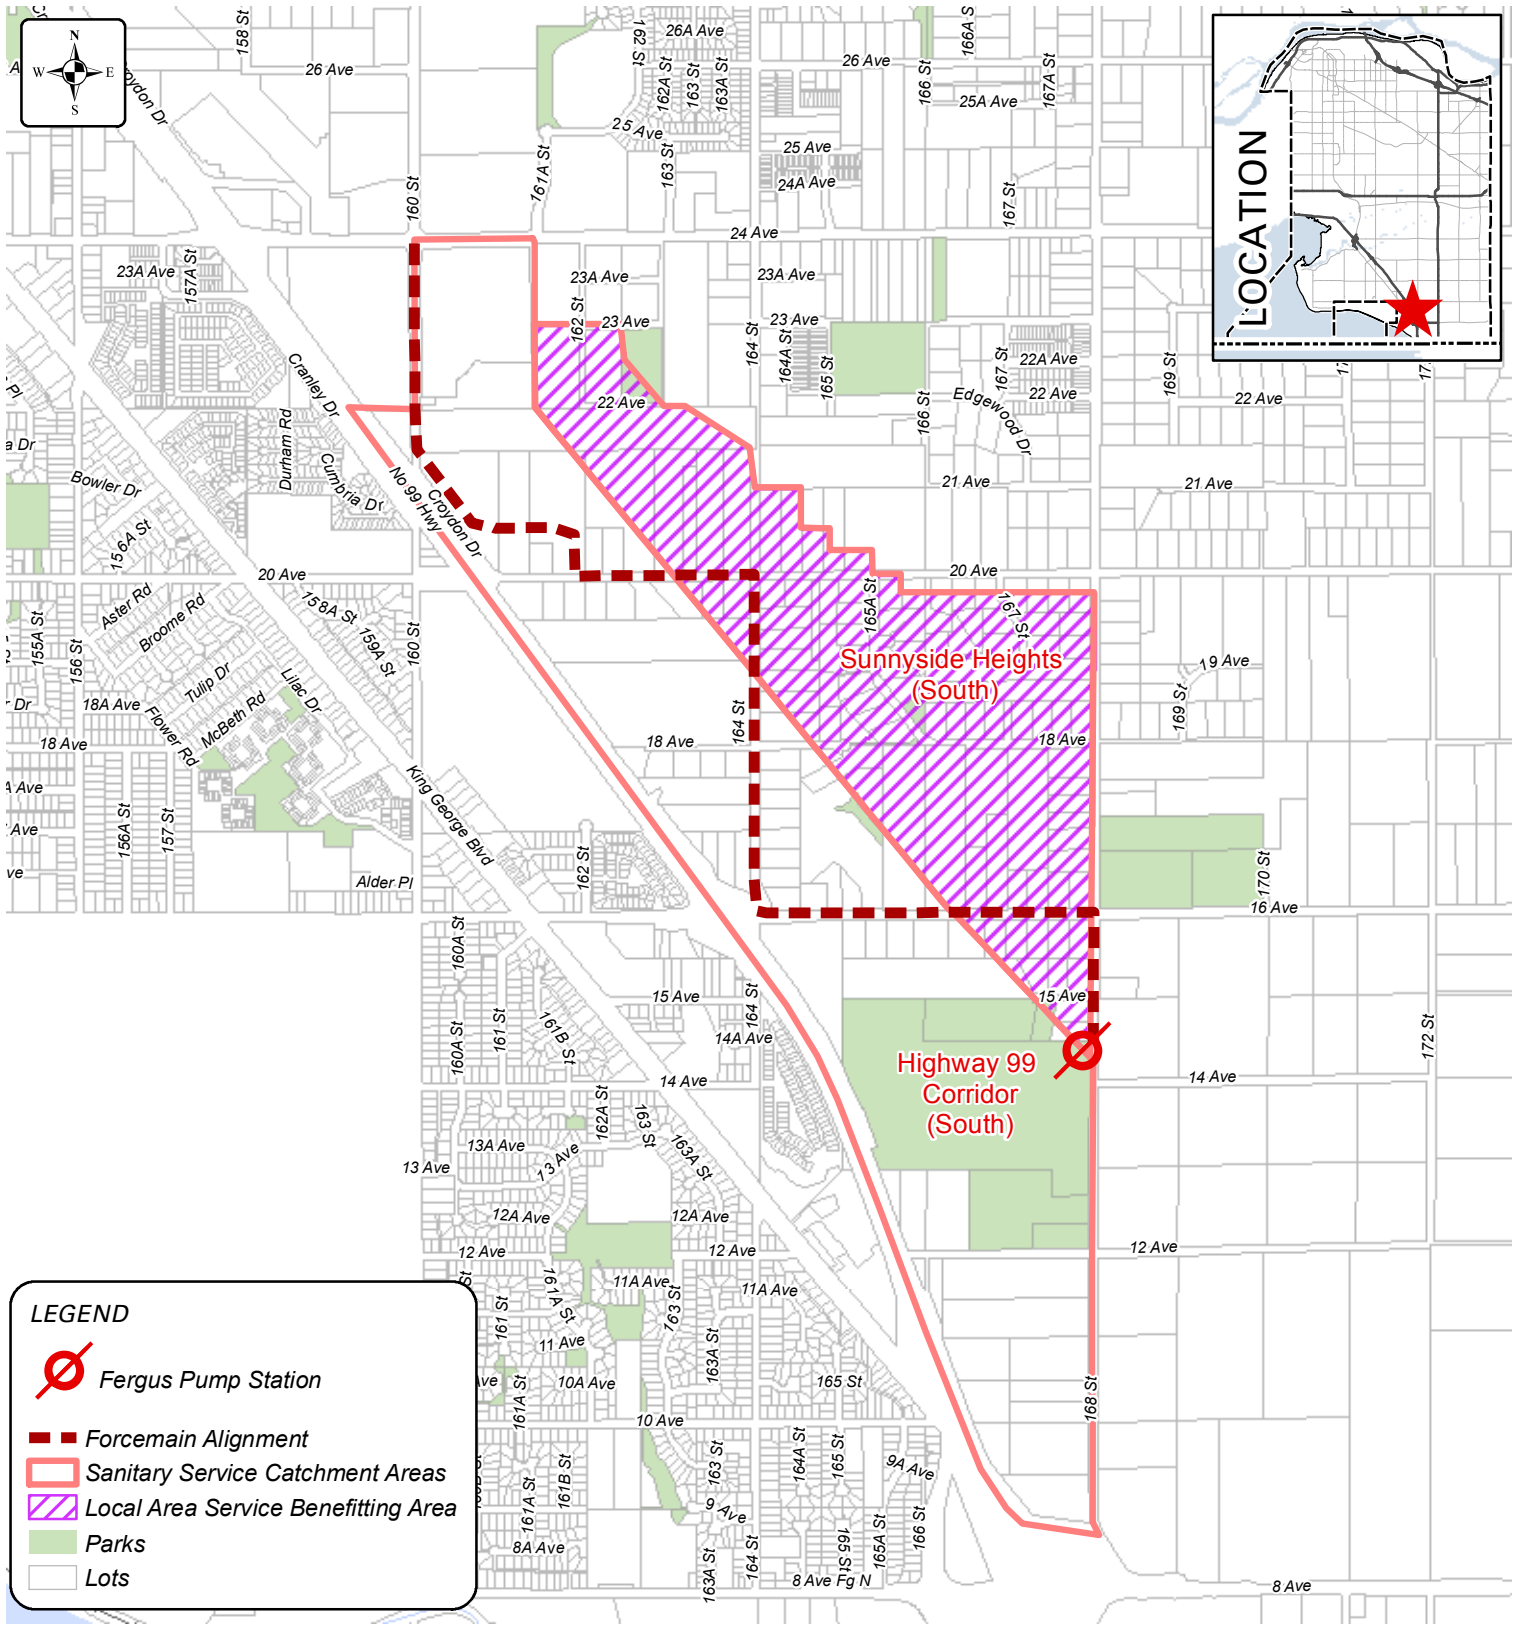 158 St
162 St
26A Ave
166A St
N
W E
S
26 Ave
26 Ave
162A St
163 St
163A St
166 St
167A St
25A Ave
Croydon Dr
25 Ave
25 Ave
24A Ave
161A St
163 St
167 St
160 St
24 Ave
LOCATION
23A Ave
157A St
23A Ave
23A Ave
162 St
23 Ave
23 Ave
164 St
164A St
165 St
167 St
22A Ave
22 Ave
169 St
22 Ave
Cranley Dr
22 Ave
166 St
Edgewood Dr
Durham Rd
Cumbria Dr
Bowler Dr
No 99 Hwy
Croydon Dr
21 Ave
21 Ave
156A St
20 Ave
20 Ave
Aster Rd
Broome Rd
158A St
159A St
160 St
165A St
167 St
155A St
156 St
Tulip Dr
Lilac Dr
Sunnyside Heights
(South)
19 Ave
169 St
18A Ave
McBeth Rd
Flower Rd
18 Ave
18 Ave
164 St
18 Ave
King George Blvd
156A St
157 St
162 St
Alder Pl
170 St
16 Ave
160A St
15 Ave
164 St
15 Ave
161 St
161B St
160A St
14A Ave
172 St
Highway 99
Corridor
(South)
14 Ave
14 Ave
162A St
163 St
163A St
13A Ave
13 Ave
13 Ave
12A Ave
12A Ave
12 Ave
12 Ave
12 Ave
161A St
11A Ave
163 St
11A Ave
161 St
11 Ave
163A St
10A Ave
165 St
168 St
161A St
10 Ave
163 St
164A St
165 St
9A Ave
161A St
161B St
9 Ave
8A Ave
163A St
164 St
165 St
165A St
166 St
8 Ave Fg N
8 Ave
LEGEND
Fergus Pump Station
Forcemain Alignment
Sanitary Service Catchment Areas
Local Area Service Benefitting Area
Parks
Lots